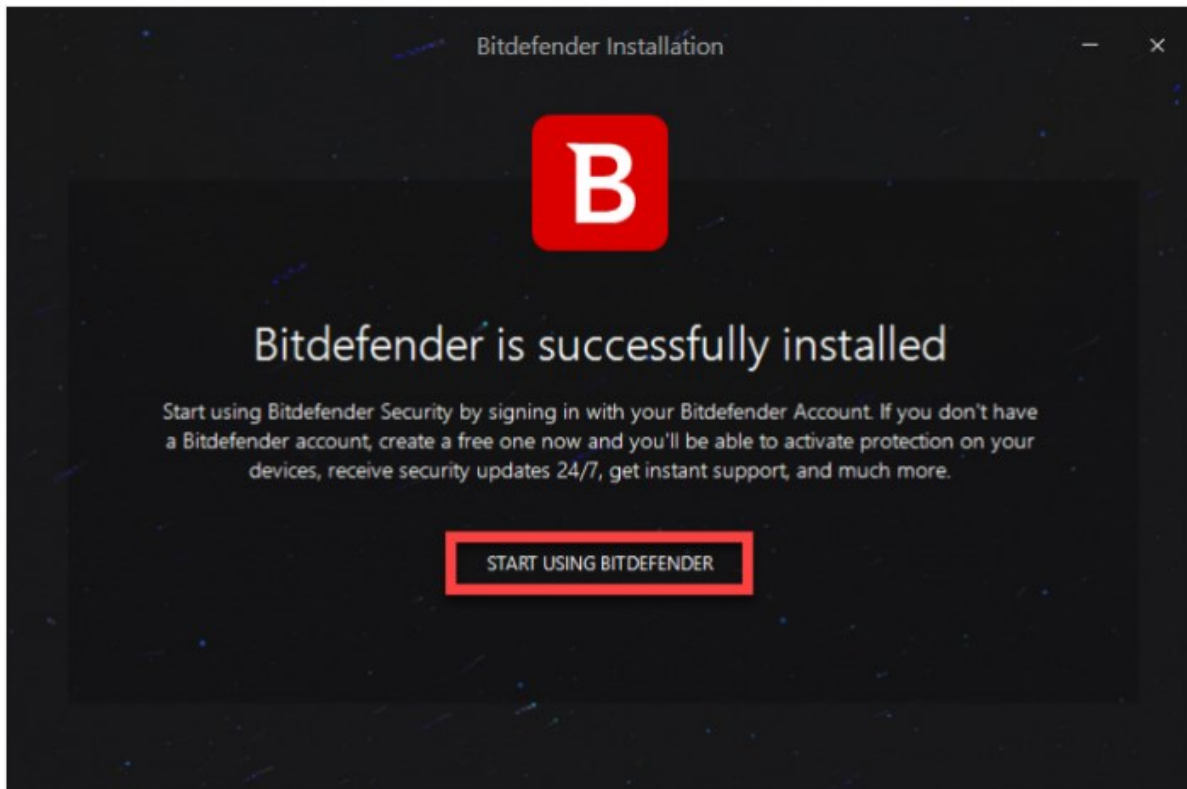 Bitdefender Installation
B
Bitdefender is successfully installed
Start using Bitdefender Security by signing in with your Bitdefender Account. If you don't have
a Bitdefender account, create a free one now and you'll be able to activate protection on your
devices, receive security updates 24/7, get instant support, and much more.
START USING BITDEFENDER